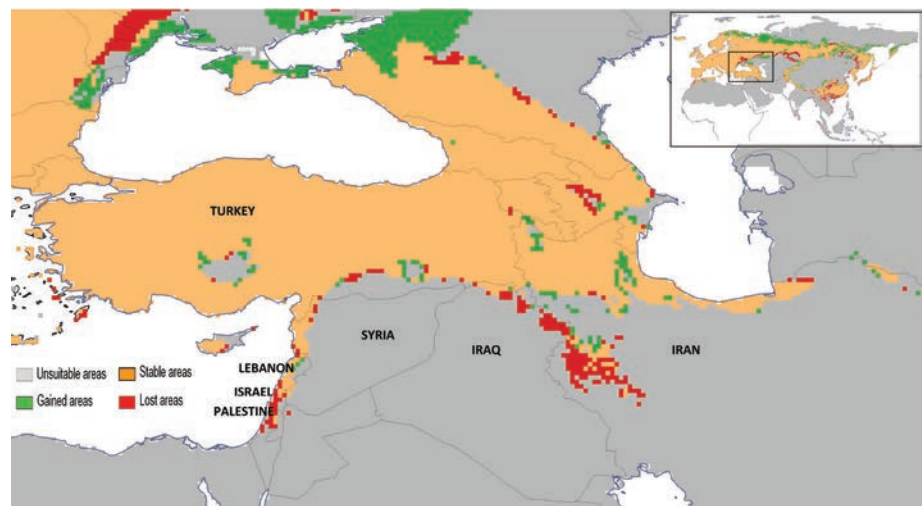 TURKEY
SYRIA
IRAQ
IRAN
LEBANON
ISRAEL
PALESTINE
Unsuitable areas
Stable areas
Gained areas
Lost areas